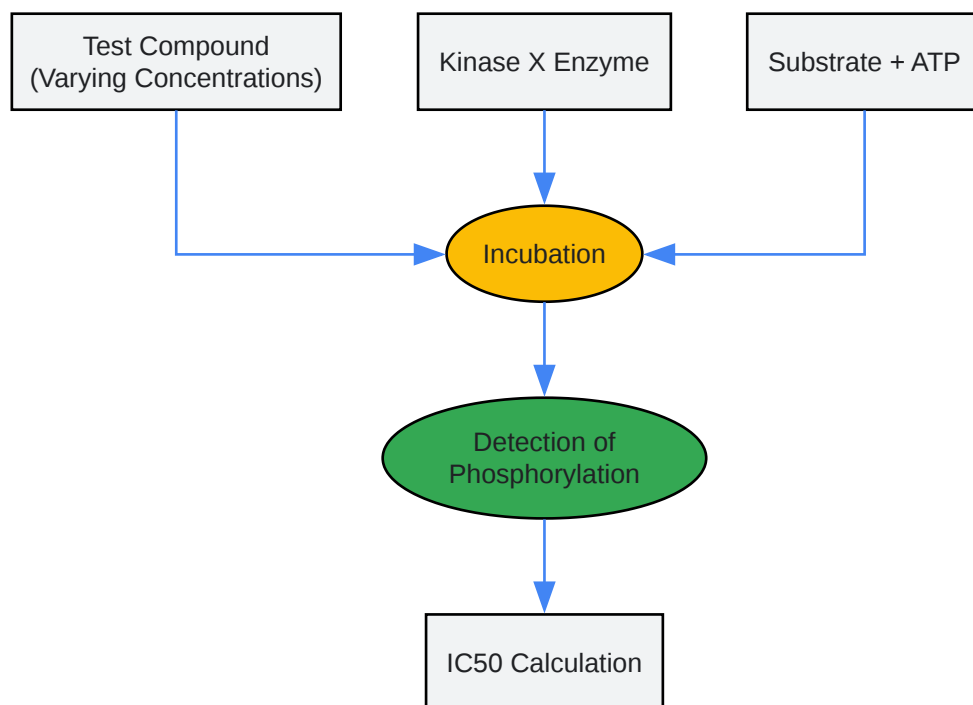 Test Compound
(Varying Concentrations)
Kinase X Enzyme
Substrate + ATP
Incubation
Detection of
Phosphorylation
IC50 Calculation